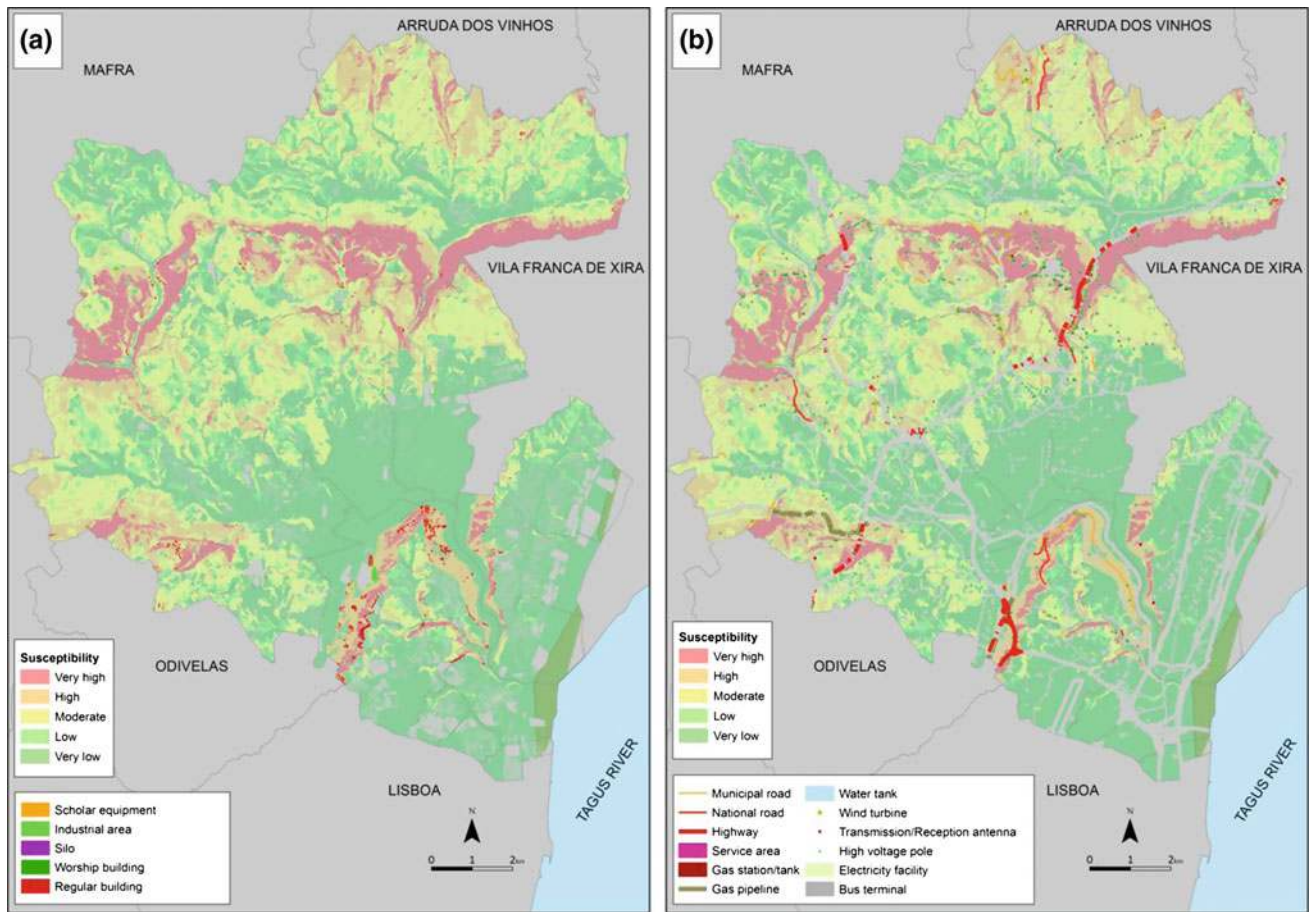 (a)
ARRUDA DOS VINHOS
MAFRA
VILA FRANCA DE XIRA
ODIVELAS
LISBOA
TAGUS RIVER
Susceptibility
Very high
High
Moderate
Low
Very low
Scholar equipment
Industrial area
Silo
Worship building
Regular building
N
0 1 2km
(b)
ARRUDA DOS VINHOS
MAFRA
VILA FRANCA DE XIRA
ODIVELAS
LISBOA
TAGUS RIVER
Susceptibility
Very high
High
Moderate
Low
Very low
Municipal road
National road
Highway
Service area
Gas station/tank
Gas pipeline
Water tank
Wind turbine
Transmission/Reception antenna
High voltage pole
Electricity facility
Bus terminal
N
0 1 2km